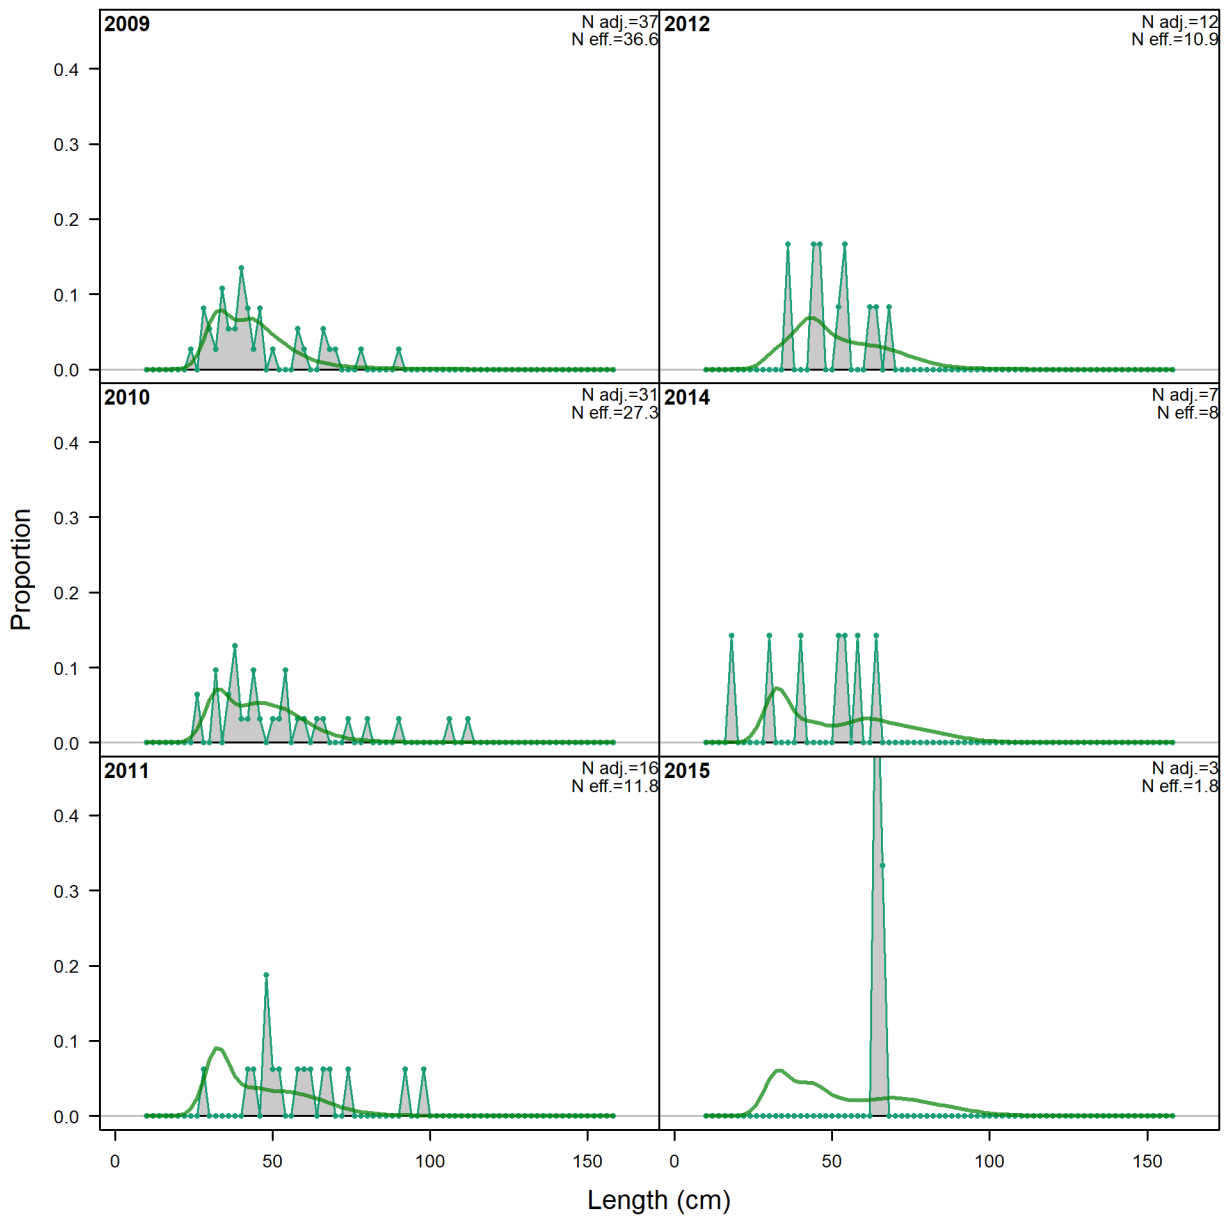 2009
N adj.=37
N eff.=36.6
0.4
0.3
0.2
0.1
0.0
2012
N adj.=12
N eff.=10.9
2010
N adj.=31
N eff.=27.3
0.4
0.3
0.2
0.1
0.0
2014
N adj.=7
N eff.=8
2011
N adj.=16
N eff.=11.8
0.4
0.3
0.2
0.1
0.0
2015
N adj.=3
N eff.=1.8
Proportion
0 50 100 150
0 50 100 150
Length (cm)